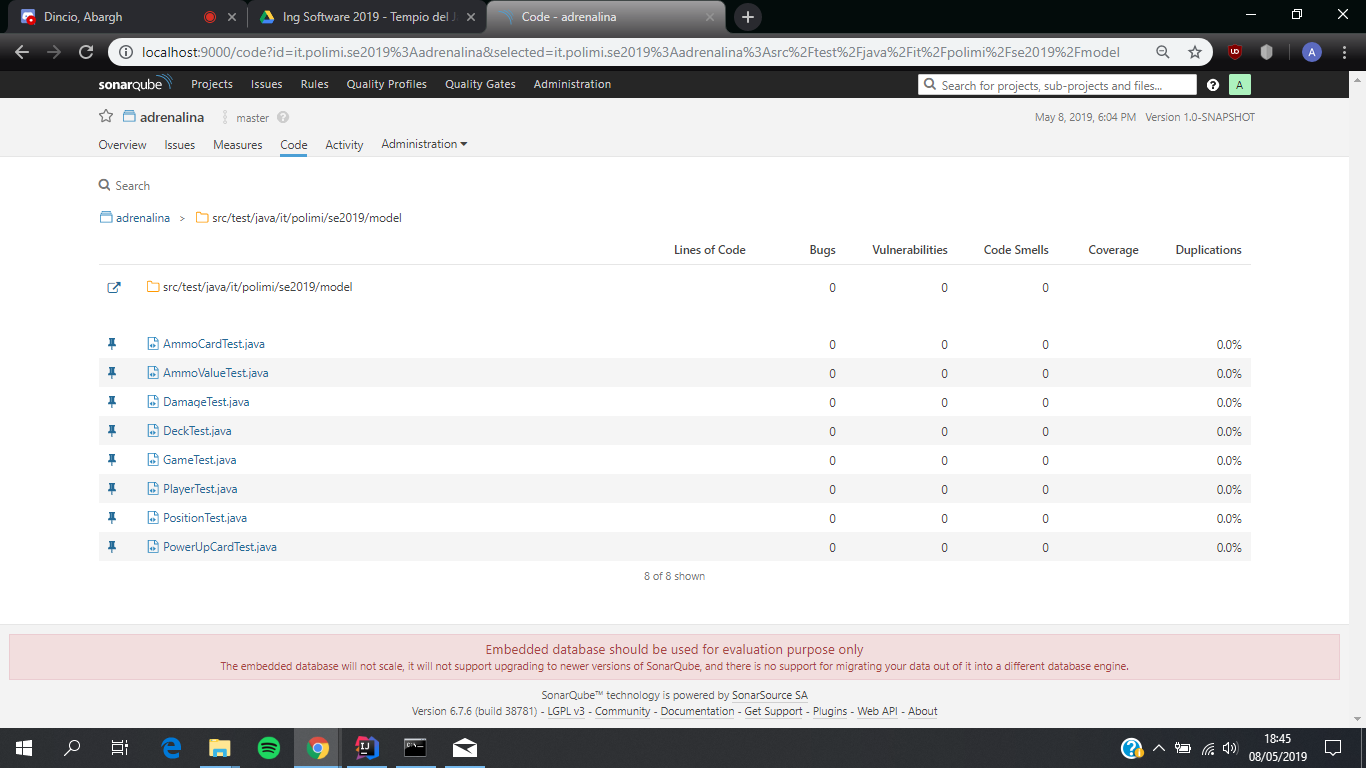 Dincio, Abargh
Ing Software 2019 - Tempio del J
Code - adrenalina
localhost:9000/code?id=it.polimi.se2019%3Aadrenalina&selected=it.polimi.se2019%3Aadrenalina%3Asrc%2Ftest%2Fjava%2Fit%2Fpolimi%2Fse2019%2Fmodel
A
sonarqube Projects Issues Rules Quality Profiles Quality Gates Administration
Search for projects, sub-projects and files...
? A
adrenalina master ?
May 8, 2019, 6:04 PM Version 1.0-SNAPSHOT
Overview Issues Measures Code Activity Administration
Search
adrenalina > src/test/java/it/polimi/se2019/model
Lines of Code Bugs Vulnerabilities Code Smells Coverage Duplications
src/test/java/it/polimi/se2019/model 0 0 0
AmmoCardTest.java 0 0 0 0.0%
AmmoValueTest.java 0 0 0 0.0%
DamageTest.java 0 0 0 0.0%
DeckTest.java 0 0 0 0.0%
GameTest.java 0 0 0 0.0%
PlayerTest.java 0 0 0 0.0%
PositionTest.java 0 0 0 0.0%
PowerUpCardTest.java 0 0 0 0.0%
8 of 8 shown
Embedded database should be used for evaluation purpose only
The embedded database will not scale, it will not support upgrading to newer versions of SonarQube, and there is no support for migrating your data out of it into a different database engine.
SonarQube™ technology is powered by SonarSource SA
Version 6.7.6 (build 38781) - LGPL v3 - Community - Documentation - Get Support - Plugins - Web API - About
18:45
08/05/2019